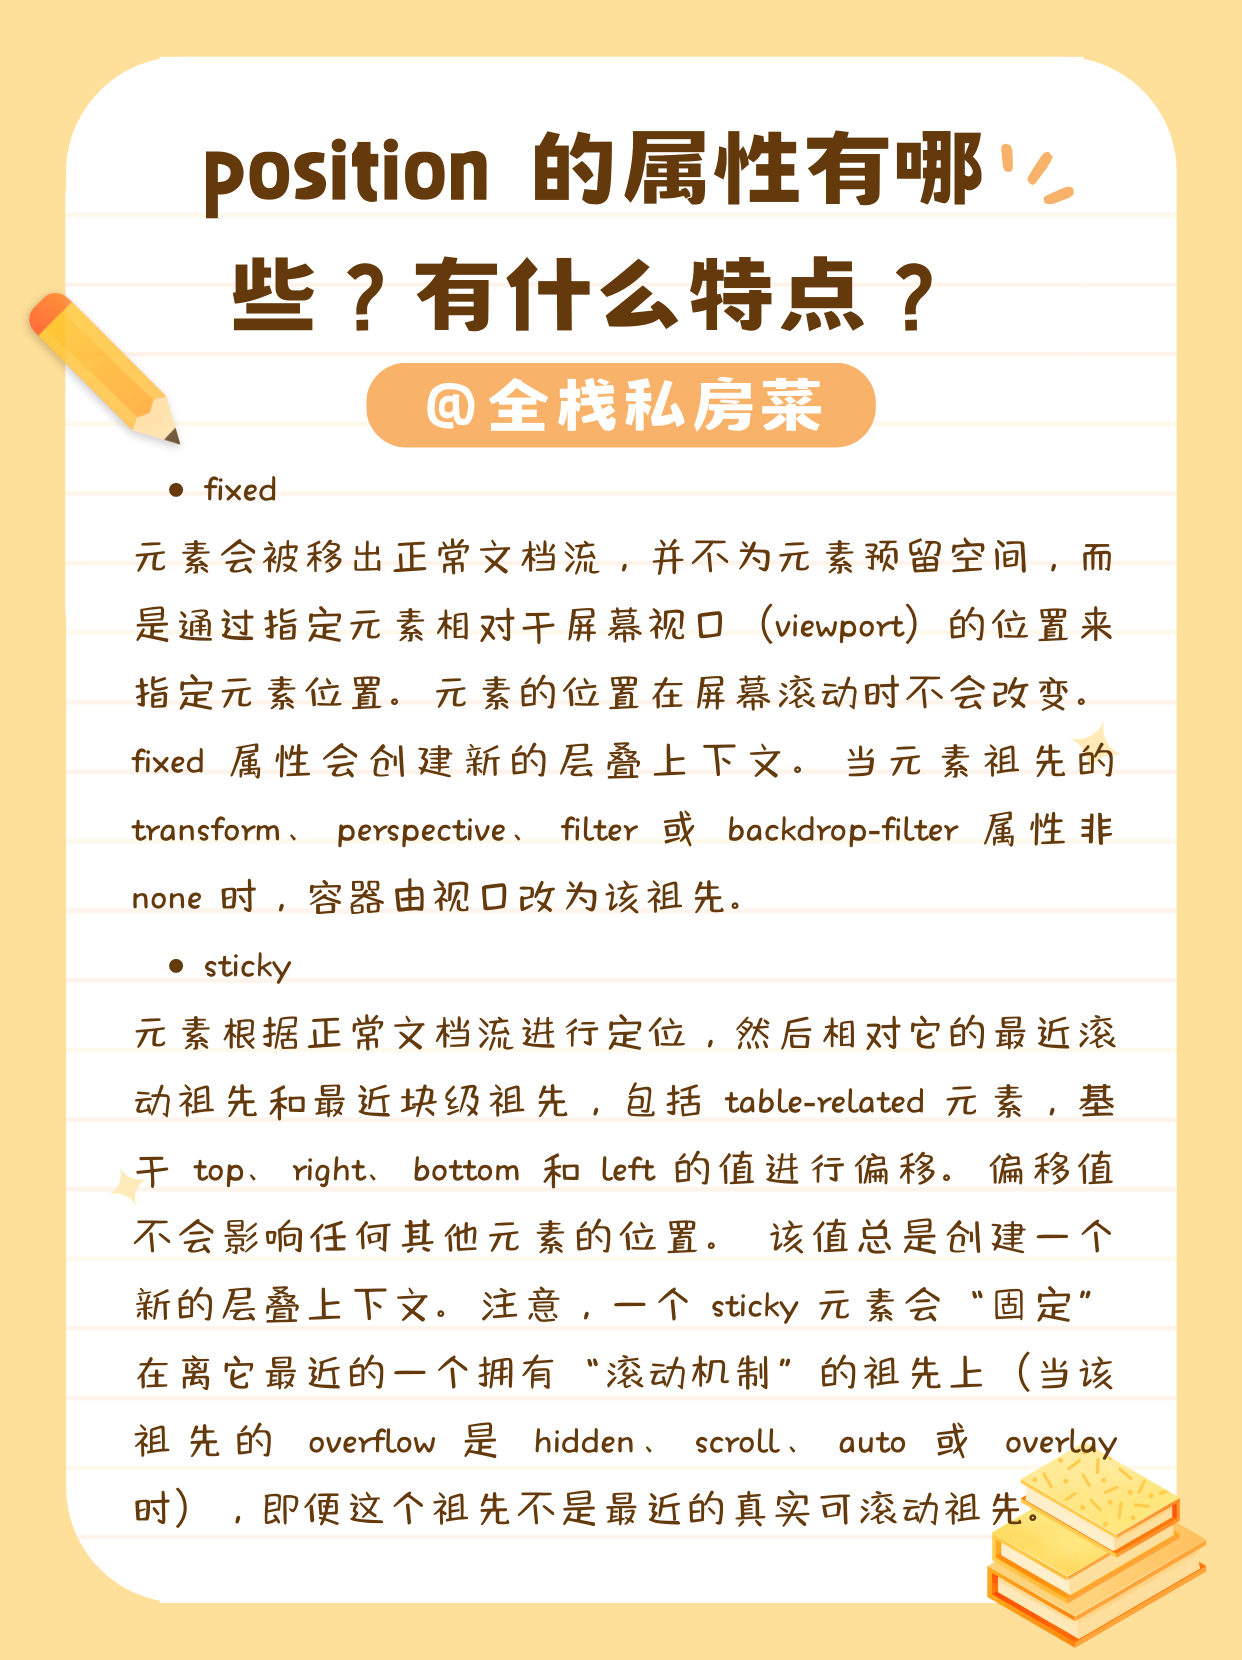 position 的属性有哪
些？有什么特点？
@全栈私房菜
• fixed
元素会被移出正常文档流，并不为元素预留空间，而
是通过指定元素相对于屏幕视口（viewport）的位置来
指定元素位置。元素的位置在屏幕滚动时不会改变。
fixed 属性会创建新的层叠上下文。当元素祖先的
transform、 perspective、 filter 或 backdrop-filter 属性非
none 时，容器由视口改为该祖先。
• sticky
元素根据正常文档流进行定位，然后相对它的最近滚
动祖先和最近块级祖先，包括 table-related 元素，基
于 top、 right、 bottom 和 left 的值进行偏移。偏移值
不会影响任何其他元素的位置。 该值总是创建一个
新的层叠上下文。注意，一个 sticky 元素会“固定”
在离它最近的一个拥有“滚动机制”的祖先上（当该
祖先的 overflow 是 hidden、 scroll、 auto 或 overlay
时），即便这个祖先不是最近的真实可滚动祖先。